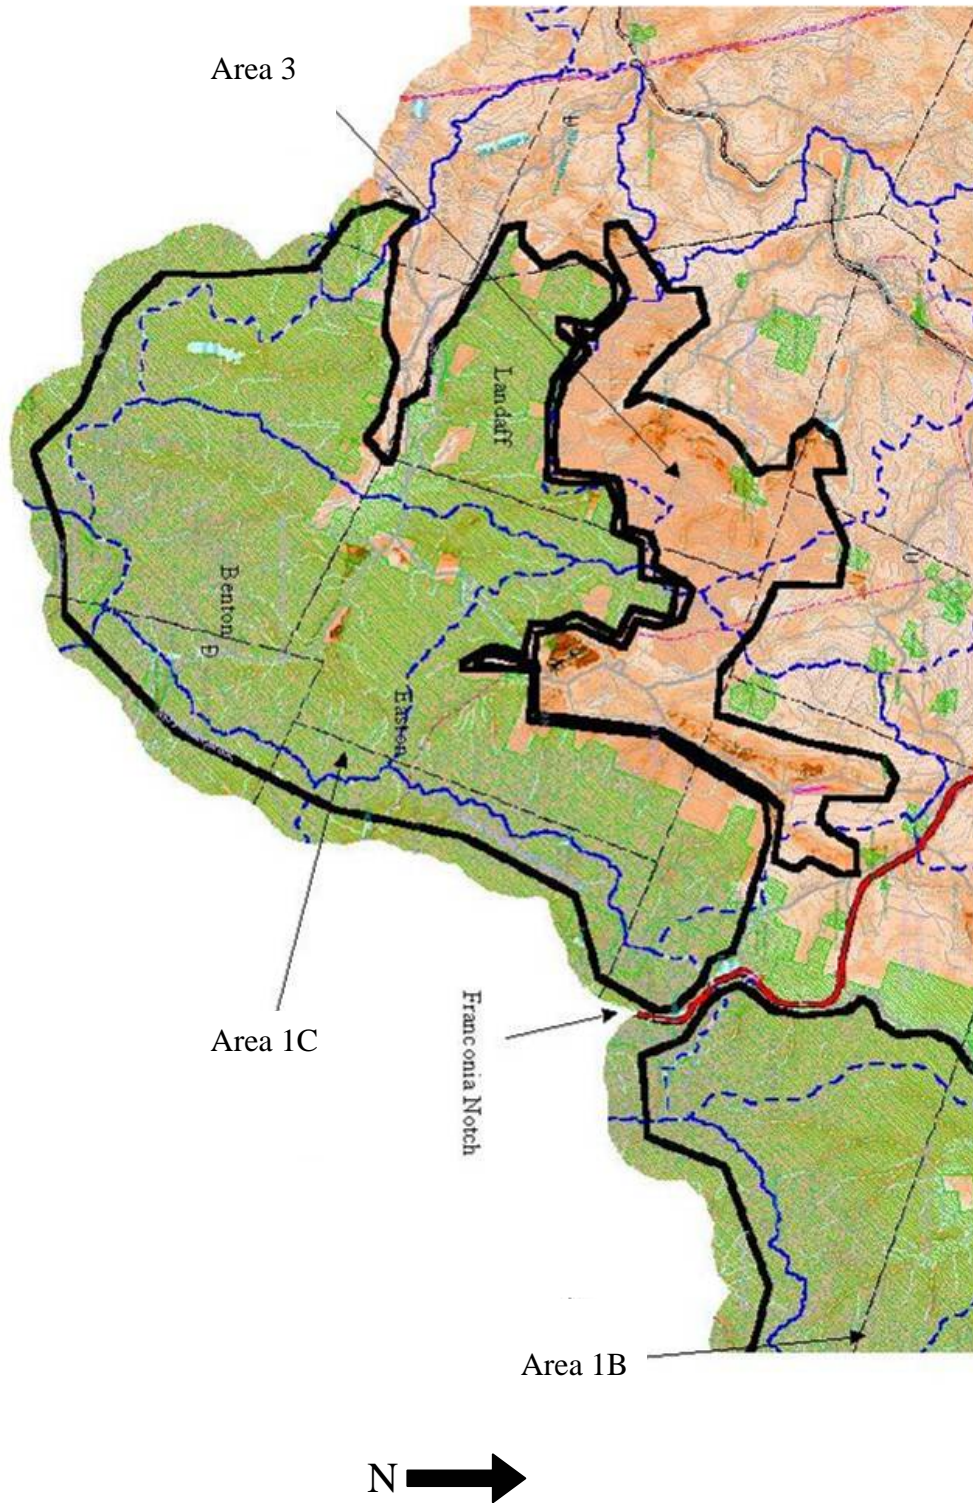 Area 3
Landaff
Benton
Easton
Area 1C
Franconia Notch
Area 1B
N